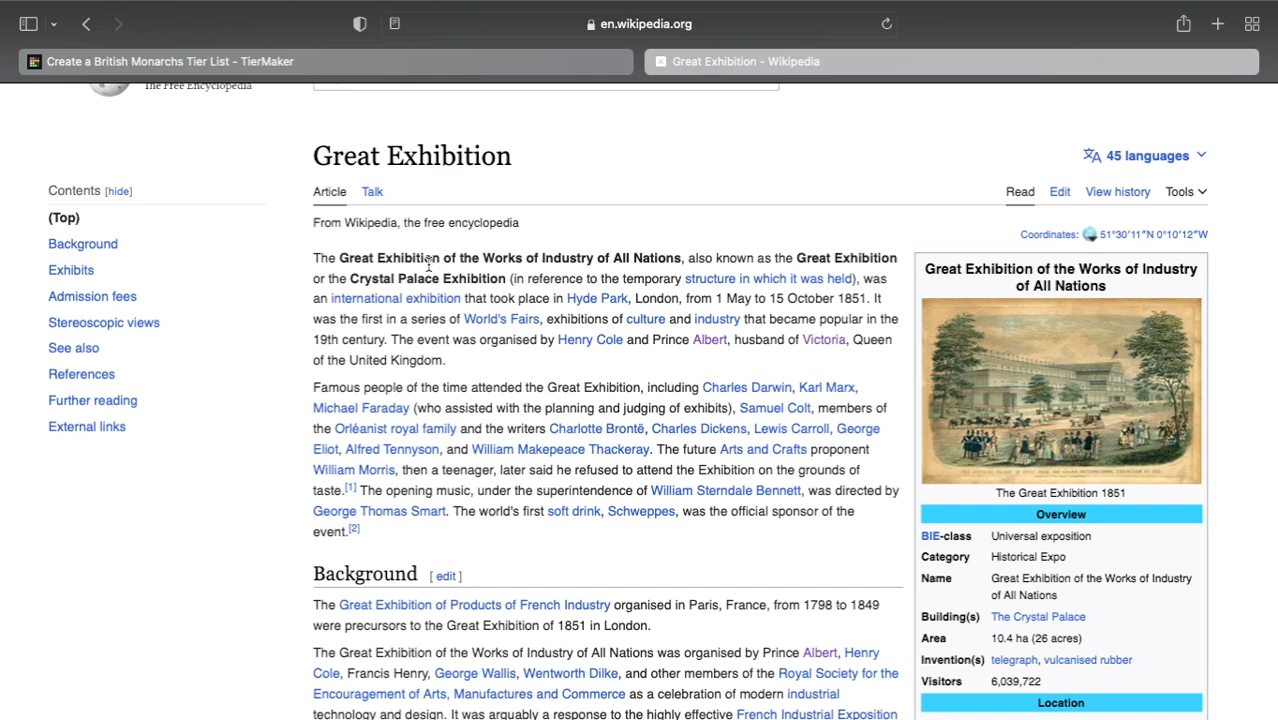 en.wikipedia.org
Create a British Monarchs Tier List - TierMaker
Great Exhibition - Wikipedia
The Free Encyclopedia
Great Exhibition
45 languages
Contents [hide]
Article Talk
Read Edit View history Tools
(Top)
From Wikipedia, the free encyclopedia
Coordinates: 51°30′11″N 0°10′12″W
Background
Exhibits
Admission fees
Stereoscopic views
See also
References
Further reading
External links
The Great Exhibition of the Works of Industry of All Nations, also known as the Great Exhibition
or the Crystal Palace Exhibition (in reference to the temporary structure in which it was held), was
an international exhibition that took place in Hyde Park, London, from 1 May to 15 October 1851. It
was the first in a series of World's Fairs, exhibitions of culture and industry that became popular in the
19th century. The event was organised by Henry Cole and Prince Albert, husband of Victoria, Queen
of the United Kingdom.
Famous people of the time attended the Great Exhibition, including Charles Darwin, Karl Marx,
Michael Faraday (who assisted with the planning and judging of exhibits), Samuel Colt, members of
the Orléanist royal family and the writers Charlotte Brontë, Charles Dickens, Lewis Carroll, George
Eliot, Alfred Tennyson, and William Makepeace Thackeray. The future Arts and Crafts proponent
William Morris, then a teenager, later said he refused to attend the Exhibition on the grounds of
taste.[1] The opening music, under the superintendence of William Sterndale Bennett, was directed by
George Thomas Smart. The world's first soft drink, Schweppes, was the official sponsor of the
event.[2]
Background [ edit ]
The Great Exhibition of Products of French Industry organised in Paris, France, from 1798 to 1849
were precursors to the Great Exhibition of 1851 in London.
The Great Exhibition of the Works of Industry of All Nations was organised by Prince Albert, Henry
Cole, Francis Henry, George Wallis, Wentworth Dilke, and other members of the Royal Society for the
Encouragement of Arts, Manufactures and Commerce as a celebration of modern industrial
technology and design. It was arguably a response to the highly effective French Industrial Exposition
Great Exhibition of the Works of Industry
of All Nations
The Great Exhibition 1851
Overview
BIE-class Universal exposition
Category Historical Expo
Name Great Exhibition of the Works of Industry
of All Nations
Building(s) The Crystal Palace
Area 10.4 ha (26 acres)
Invention(s) telegraph, vulcanised rubber
Visitors 6,039,722
Location